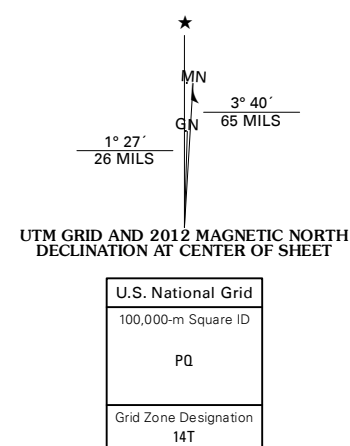 ★
MN
3° 40´
65 MILS
GN
1° 27´
26 MILS
UTM GRID AND 2012 MAGNETIC NORTH
DECLINATION AT CENTER OF SHEET
U.S. National Grid
100,000-m Square ID
PQ
Grid Zone Designation
14T